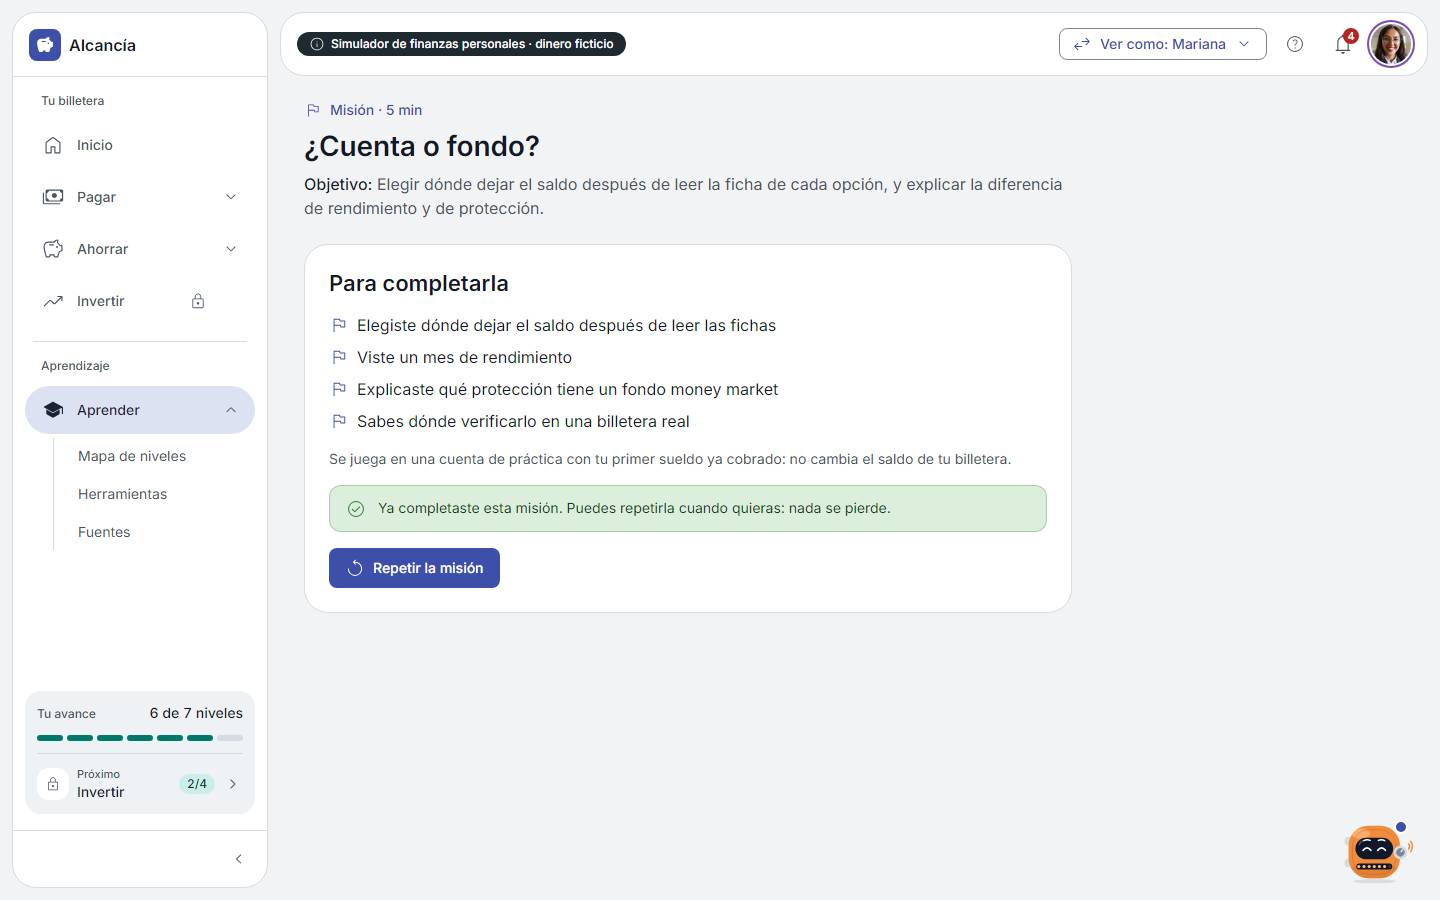 Alcancía
Tu billetera
Inicio
Pagar
Ahorrar
Invertir
Aprendizaje
Aprender
Mapa de niveles
Herramientas
Fuentes
Tu avance
6 de 7 niveles
Próximo
Invertir
2/4
Simulador de finanzas personales · dinero ficticio
Ver como: Mariana
4
Misión · 5 min
¿Cuenta o fondo?
Objetivo: Elegir dónde dejar el saldo después de leer la ficha de cada opción, y explicar la diferencia
de rendimiento y de protección.
Para completarla
Elegiste dónde dejar el saldo después de leer las fichas
Viste un mes de rendimiento
Explicaste qué protección tiene un fondo money market
Sabes dónde verificarlo en una billetera real
Se juega en una cuenta de práctica con tu primer sueldo ya cobrado: no cambia el saldo de tu billetera.
Ya completaste esta misión. Puedes repetirla cuando quieras: nada se pierde.
Repetir la misión